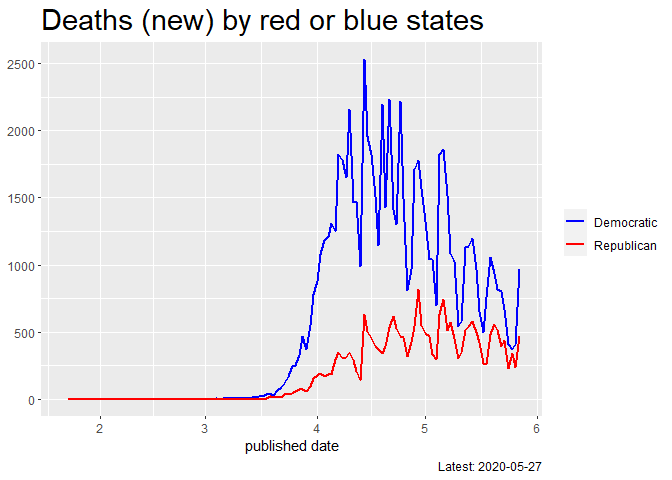 Deaths (new) by red or blue states
2500
2000
1500
1000
500
0
Democratic
Republican
2 3 4 5 6
published date
Latest: 2020-05-27